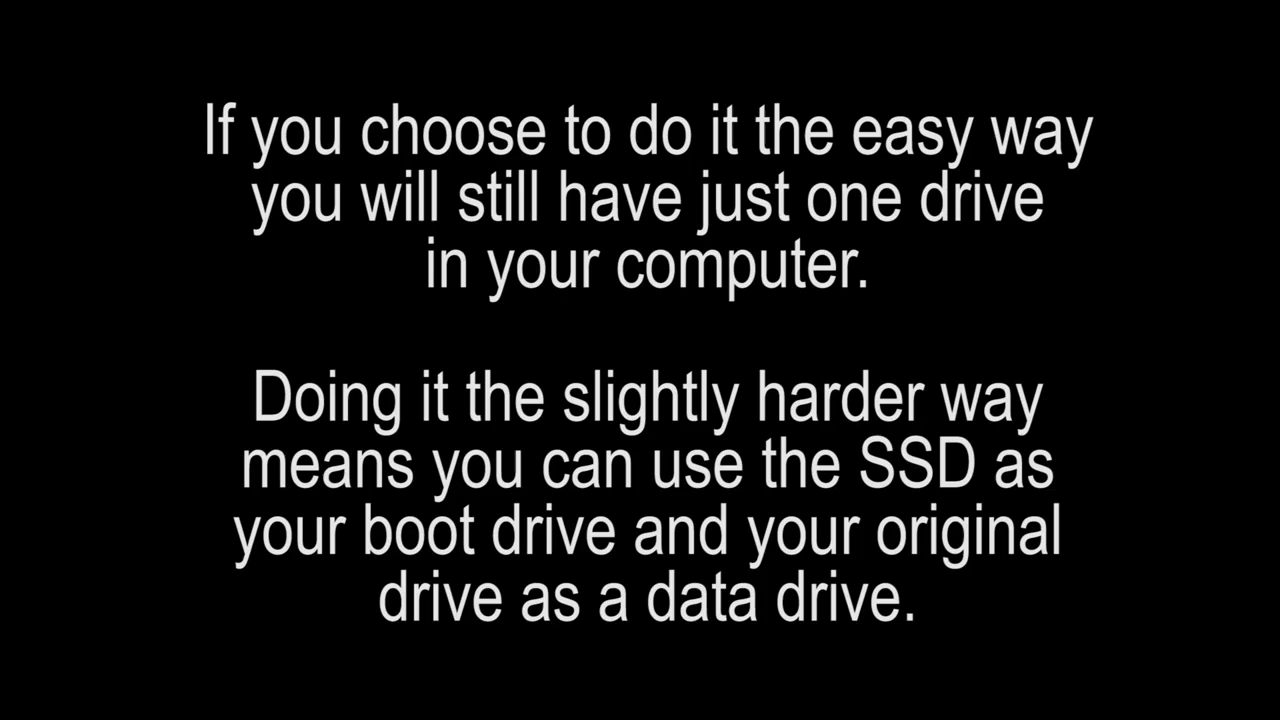 If you choose to do it the easy way
you will still have just one drive
in your computer.
Doing it the slightly harder way
means you can use the SSD as
your boot drive and your original
drive as a data drive.